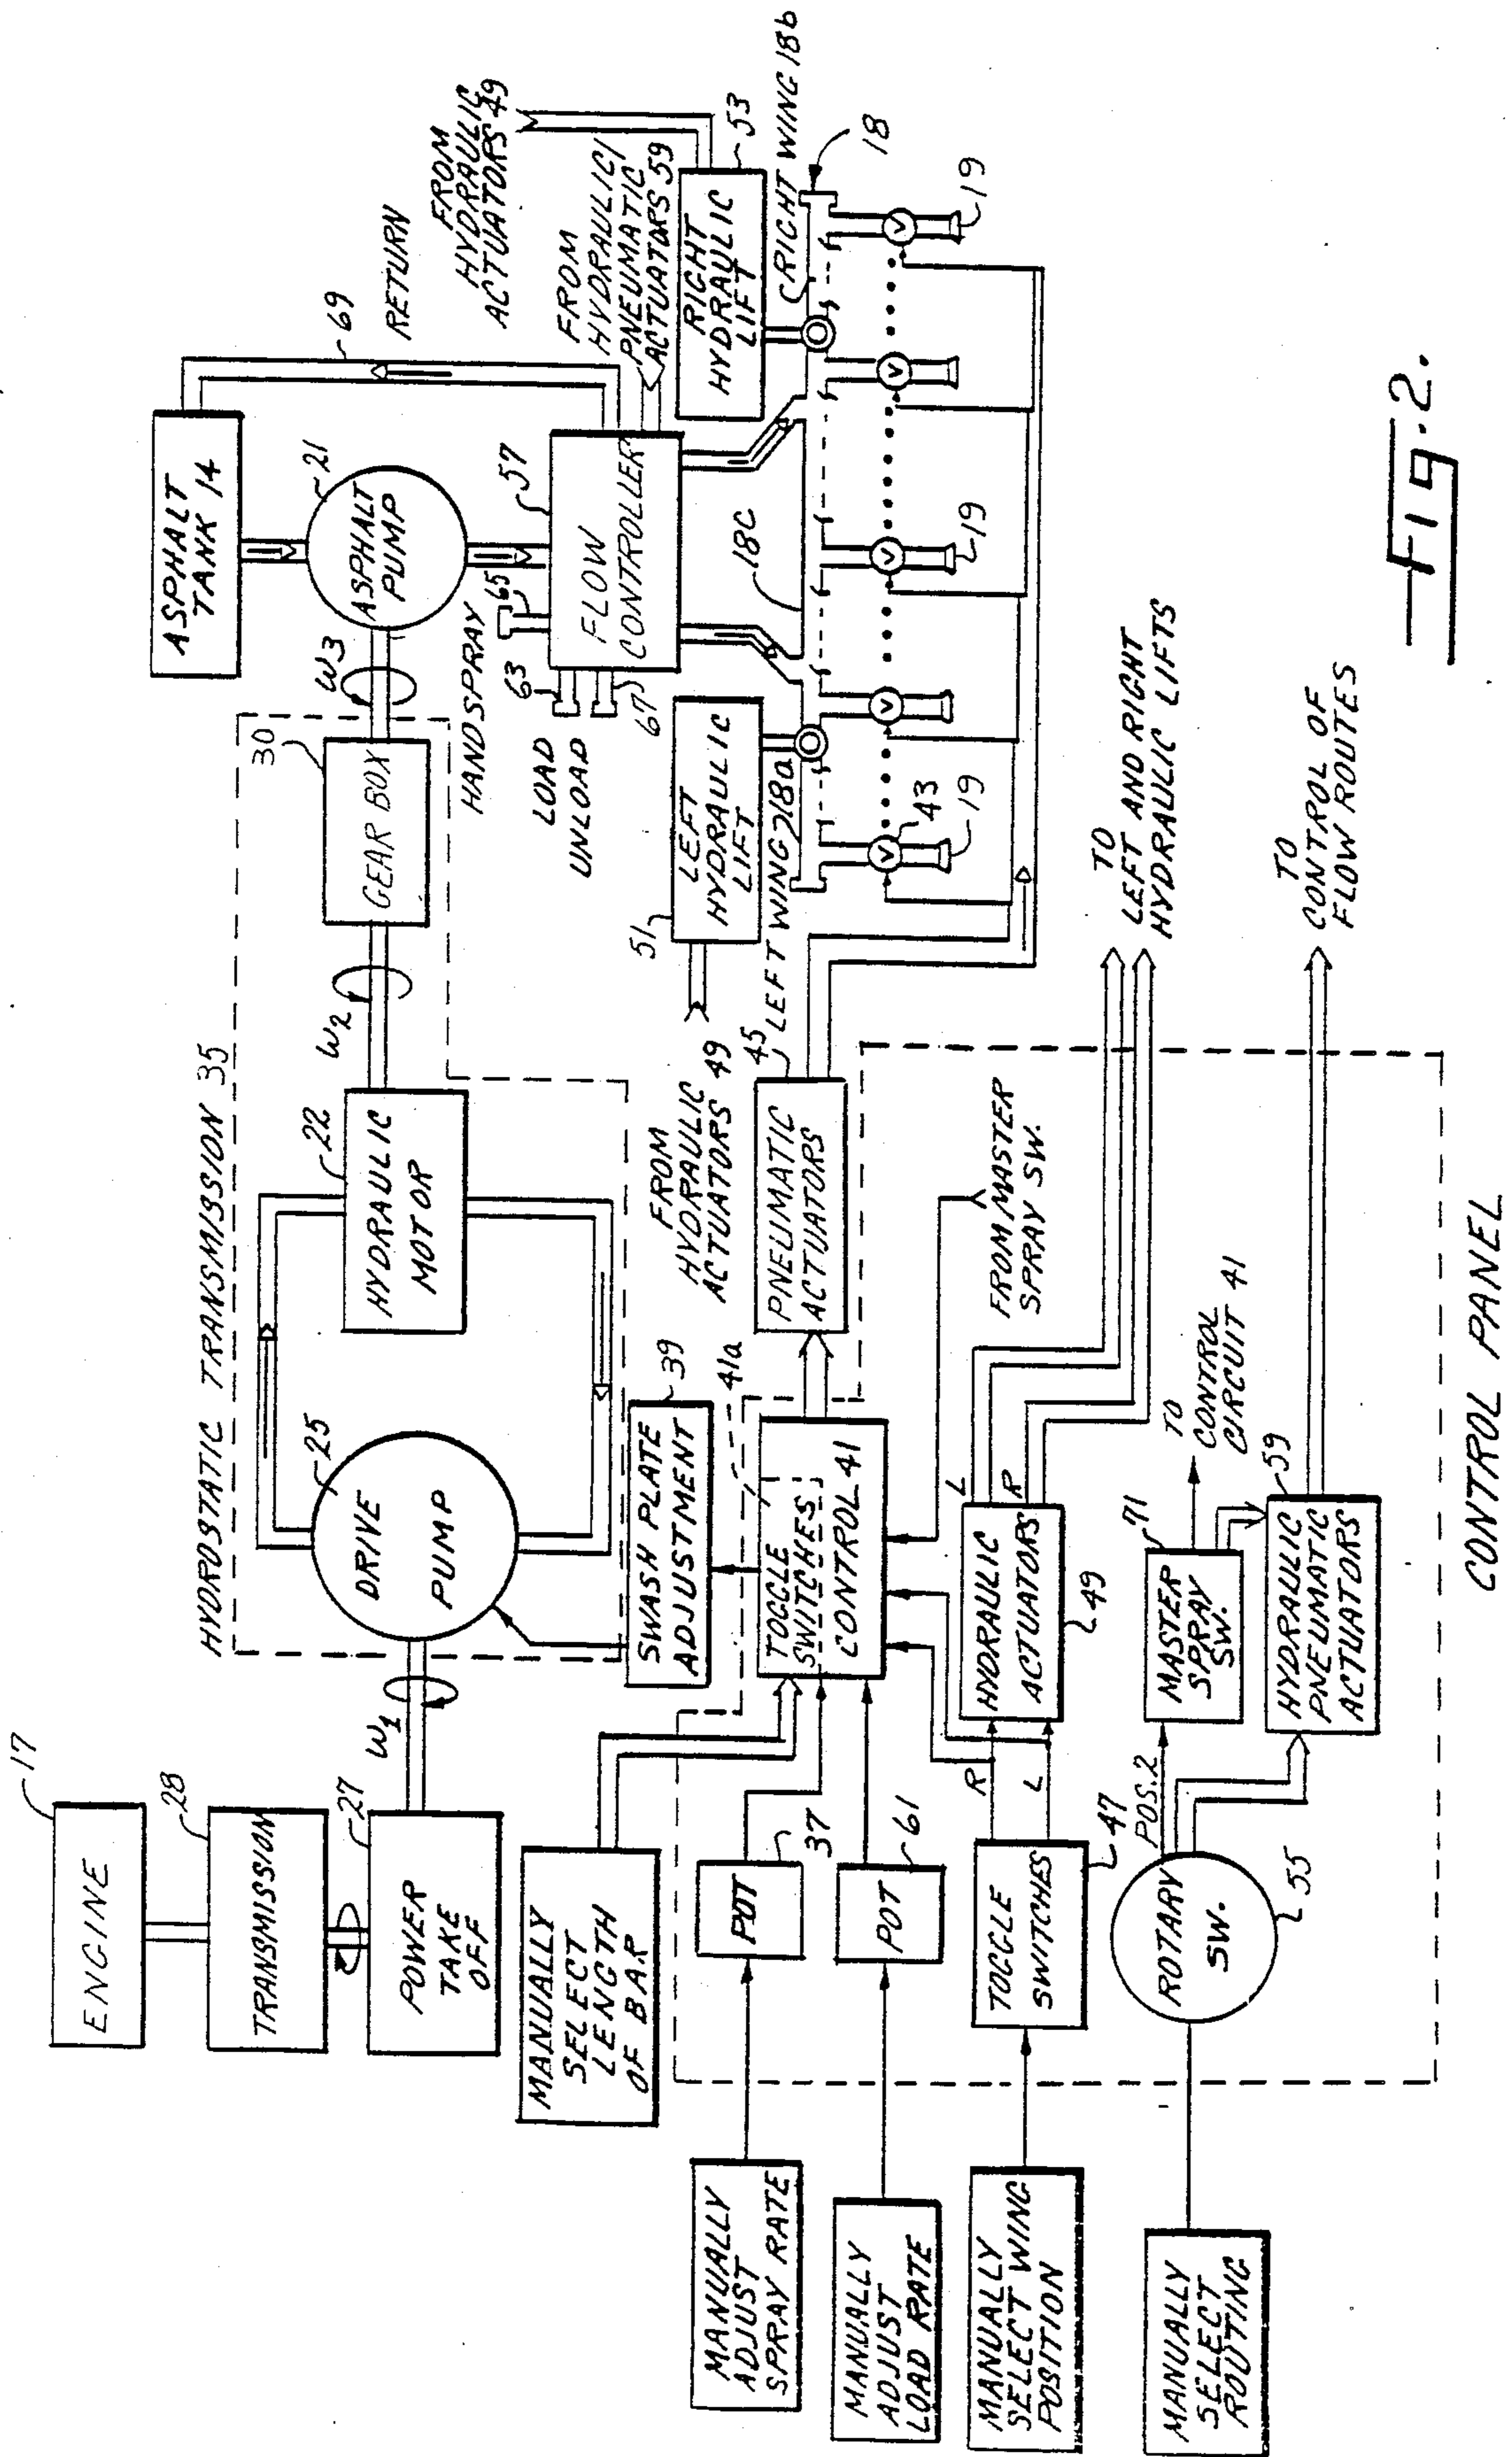 ENGINE
17
TRANSMISSION
28
POWER
TAKE
OFF
27
W1
HYDROSTATIC TRANSMISSION 35
DRIVE
PUMP
25
HYDRAULIC
MOTOR
22
W2
GEAR BOX
30
W3
ASPHALT
TANK 14
ASPHALT
PUMP
21
69
RETURN
FROM
HYDRAULIC
ACTUATORS 49
FROM
HYDRAULIC/
PNEUMATIC
ACTUATORS 59
HANDSPRAY
65
63
LOAD
UNLOAD
67
FLOW
CONTROLLER
57
LEFT
HYDRAULIC
LIFT
51
RIGHT
HYDRAULIC
LIFT
53
FROM
HYDRAULIC
ACTUATORS 49
LEFT WING 18a
18C
RIGHT WING 18b
18
V
V
V
V
V
43
19
19
19
MANUALLY
SELECT
LENGTH
OF BAR
SWASH PLATE
ADJUSTMENT
39
41a
TOGGLE
SWITCHES
CONTROL 41
PNEUMATIC
ACTUATORS
45
FROM MASTER
SPRAY SW.
MANUALLY
ADJUST
SPRAY RATE
POT
37
MANUALLY
ADJUST
LOAD RATE
POT
61
MANUALLY
SELECT WING
POSITION
TOGGLE
SWITCHES
47
R
L
HYDRAULIC
ACTUATORS
49
L
R
TO
LEFT AND RIGHT
HYDRAULIC LIFTS
MANUALLY
SELECT
ROUTING
ROTARY
SW.
55
POS.2
MASTER
SPRAY
SW.
71
TO
CONTROL
CIRCUIT 41
HYDRAULIC
PNEUMATIC
ACTUATORS
59
TO
CONTROL OF
FLOW ROUTES
CONTROL PANEL
Fig.2.